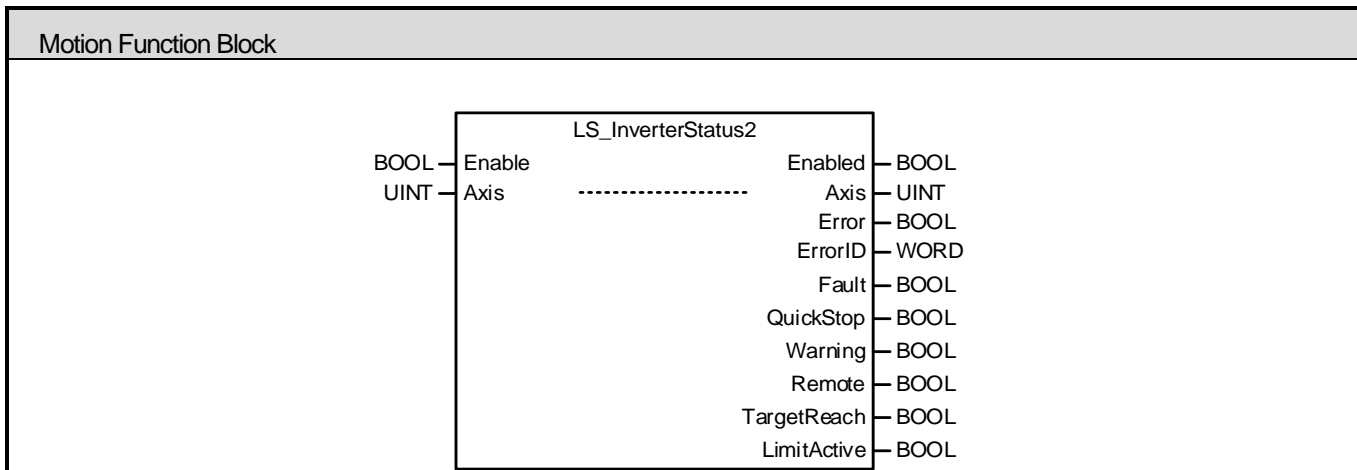 Motion Function Block
LS_InverterStatus2
BOOL Enable Enabled BOOL
UINT Axis Axis UINT
Error BOOL
ErrorID WORD
Fault BOOL
QuickStop BOOL
Warning BOOL
Remote BOOL
TargetReach BOOL
LimitActive BOOL